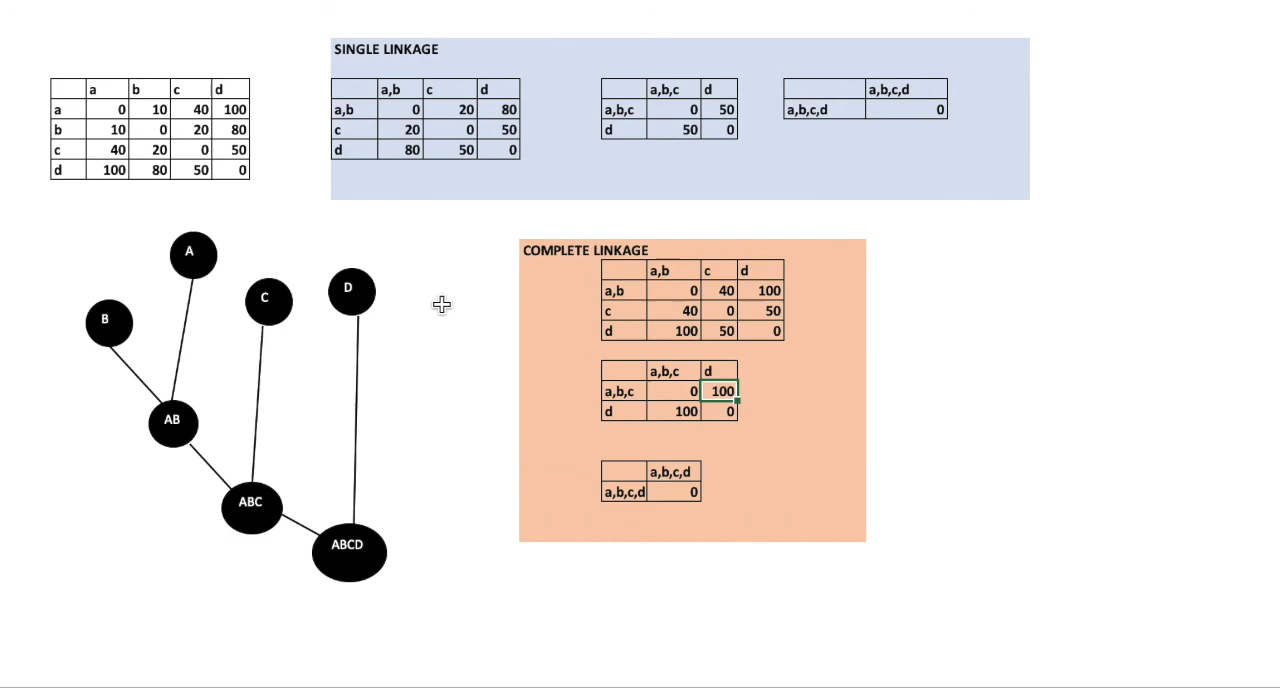 SINGLE LINKAGE
a b c d
a 0 10 40 100
b 10 0 20 80
c 40 20 0 50
d 100 80 50 0
a,b c d
a,b 0 20 80
c 20 0 50
d 80 50 0
a,b,c d
a,b,c 0 50
d 50 0
a,b,c,d
a,b,c,d 0
A
B
C
D
AB
ABC
ABCD
COMPLETE LINKAGE
a,b c d
a,b 0 40 100
c 40 0 50
d 100 50 0
a,b,c d
a,b,c 0 100
d 100 0
a,b,c,d
a,b,c,d 0